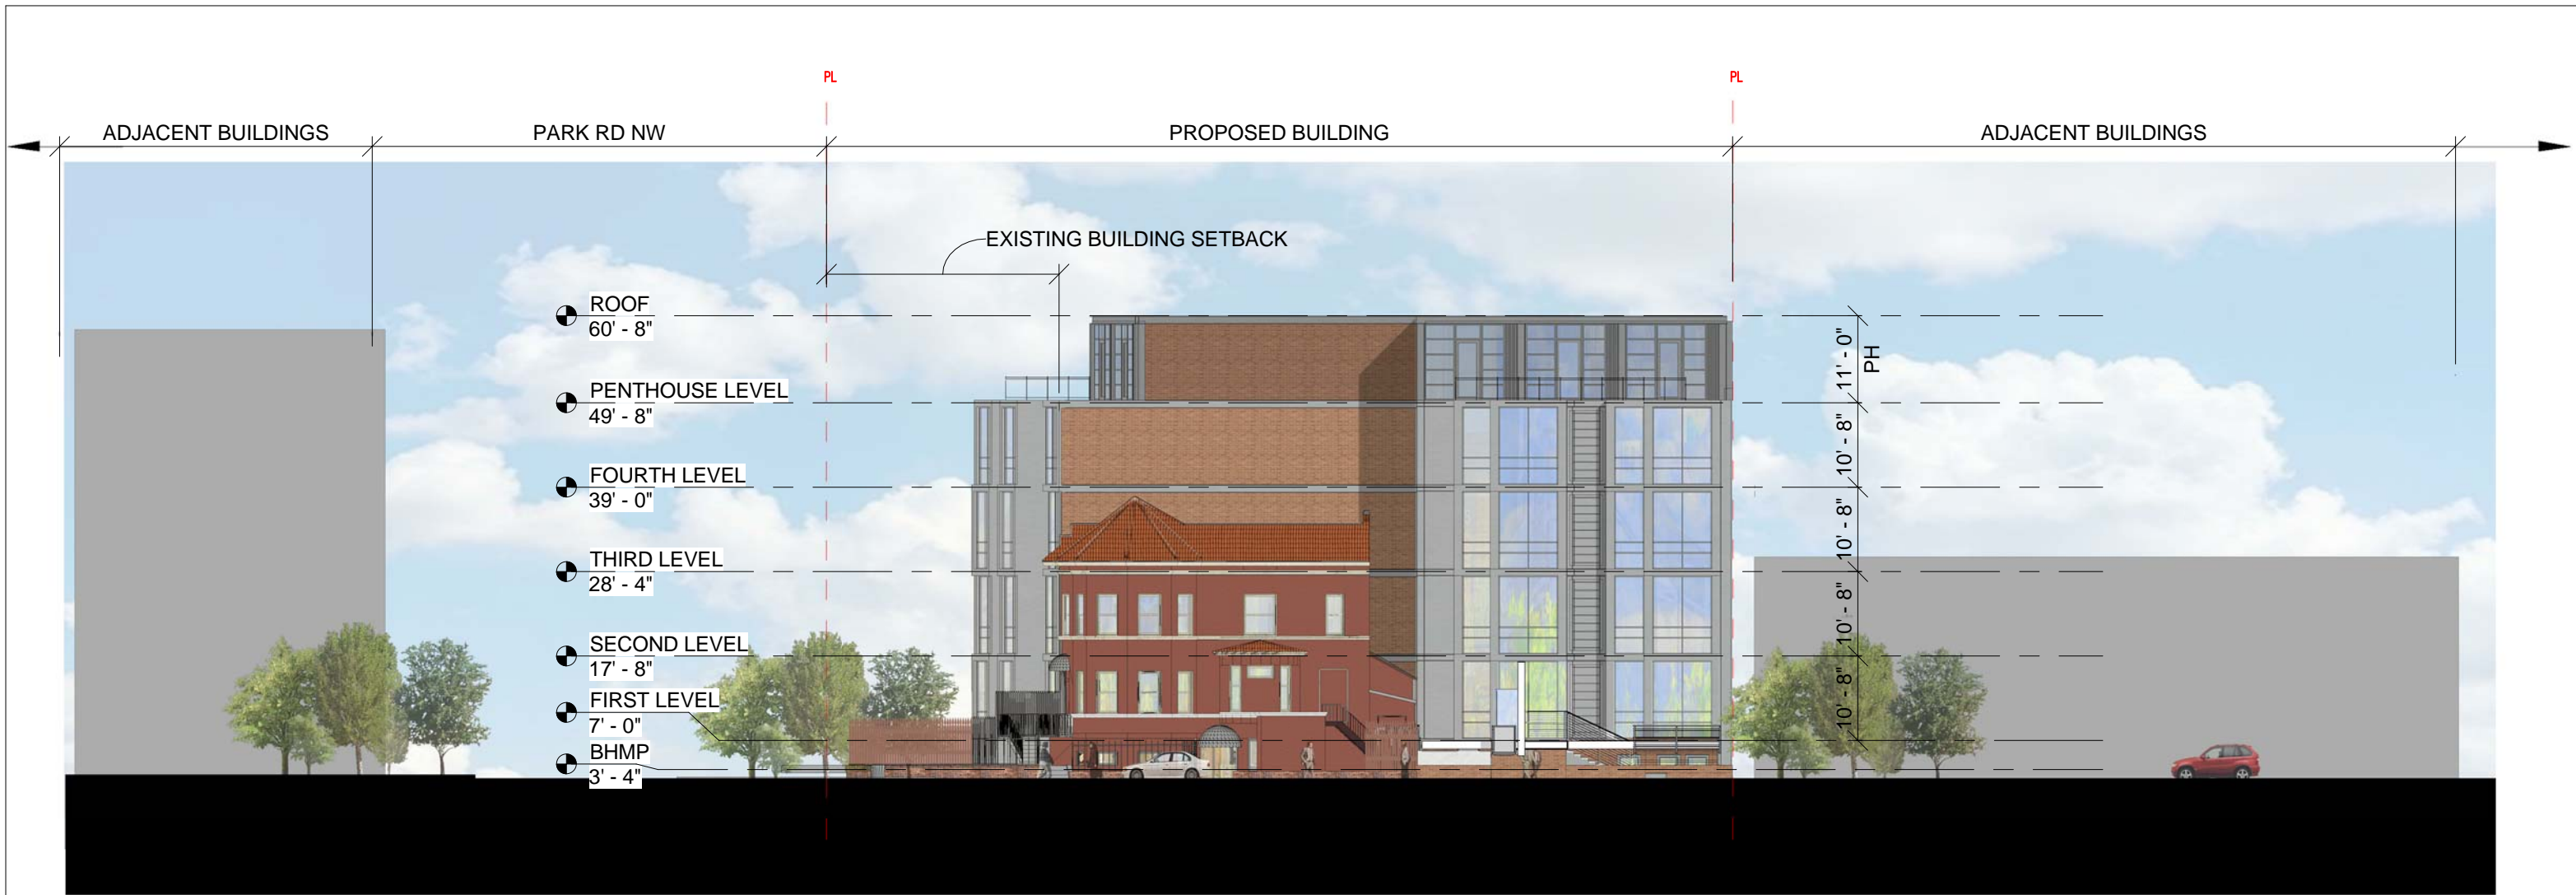 PL
PL
ADJACENT BUILDINGS
PARK RD NW
PROPOSED BUILDING
ADJACENT BUILDINGS
EXISTING BUILDING SETBACK
ROOF
60' - 8"
PENTHOUSE LEVEL
49' - 8"
FOURTH LEVEL
39' - 0"
THIRD LEVEL
28' - 4"
SECOND LEVEL
17' - 8"
FIRST LEVEL
7' - 0"
BHMP
3' - 4"
11' - 0"
PH
10' - 8"
10' - 8"
10' - 8"
10' - 8"